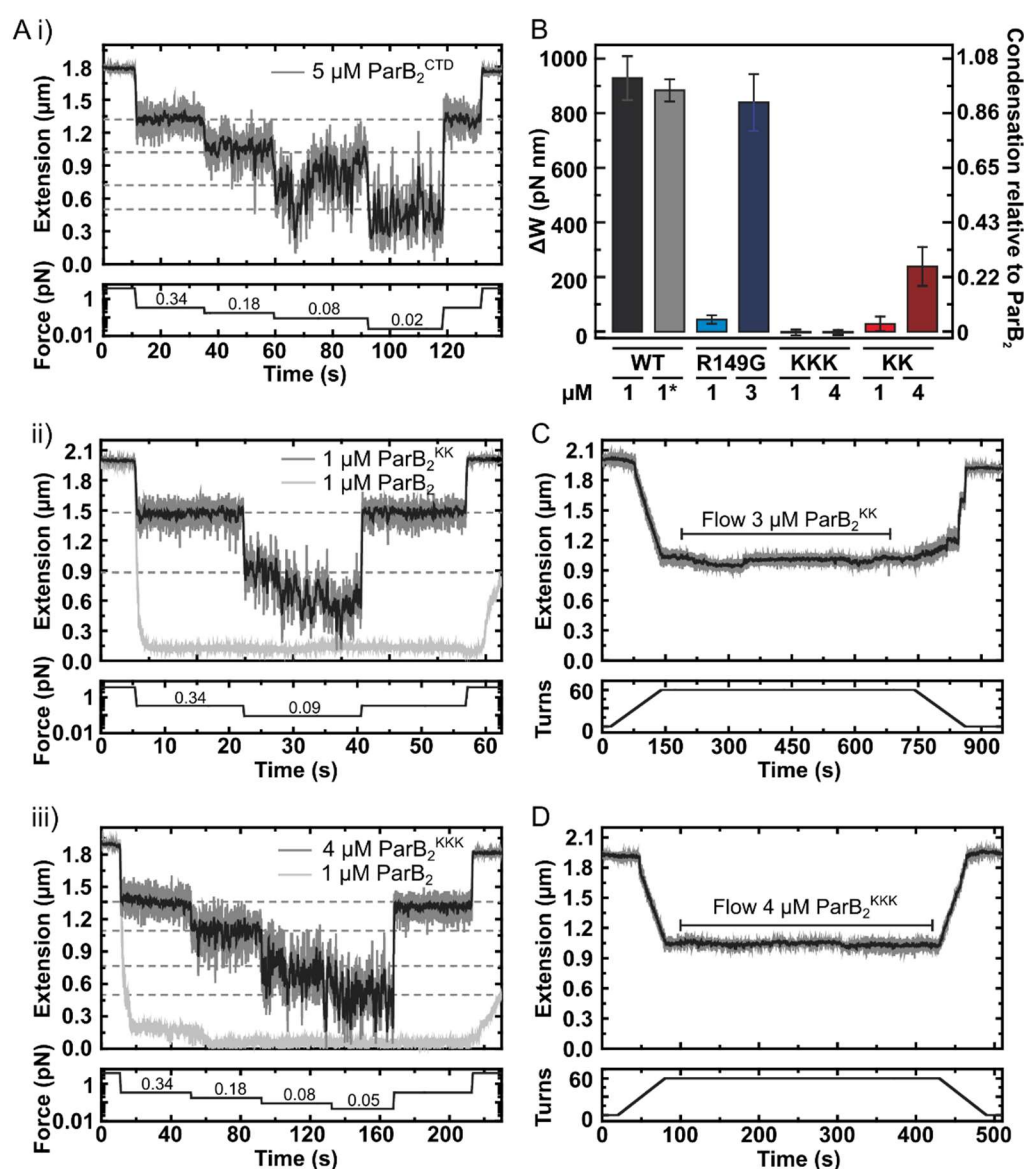 A i)
5 µM ParB₂ᶜᵀᴰ
Extension (µm)
1.8
1.5
1.2
0.9
0.6
0.3
0.0
Force (pN)
1
0.01
0.34
0.18
0.08
0.02
0 20 40 60 80 100 120
Time (s)
B
ΔW (pN nm)
1000
800
600
400
200
0
Condensation relative to ParB₂
1.08
0.86
0.65
0.43
0.22
0
WT R149G KKK KK
µM 1 1* 1 3 1 4 1 4
ii)
1 µM ParB₂ᴷᴷ
1 µM ParB₂
Extension (µm)
2.1
1.8
1.5
1.2
0.9
0.6
0.3
0.0
Force (pN)
1
0.01
0.34
0.09
0 10 20 30 40 50 60
Time (s)
C
Flow 3 µM ParB₂ᴷᴷ
Extension (µm)
2.1
1.8
1.5
1.2
0.9
0.6
0.3
0.0
Turns
60
0
0 150 300 450 600 750 900
Time (s)
iii)
4 µM ParB₂ᴷᴷᴷ
1 µM ParB₂
Extension (µm)
1.8
1.5
1.2
0.9
0.6
0.3
0.0
Force (pN)
1
0.01
0.34
0.18
0.08
0.05
0 40 80 120 160 200
Time (s)
D
Flow 4 µM ParB₂ᴷᴷᴷ
Extension (µm)
2.1
1.8
1.5
1.2
0.9
0.6
0.3
0.0
Turns
60
0
0 100 200 300 400 500
Time (s)